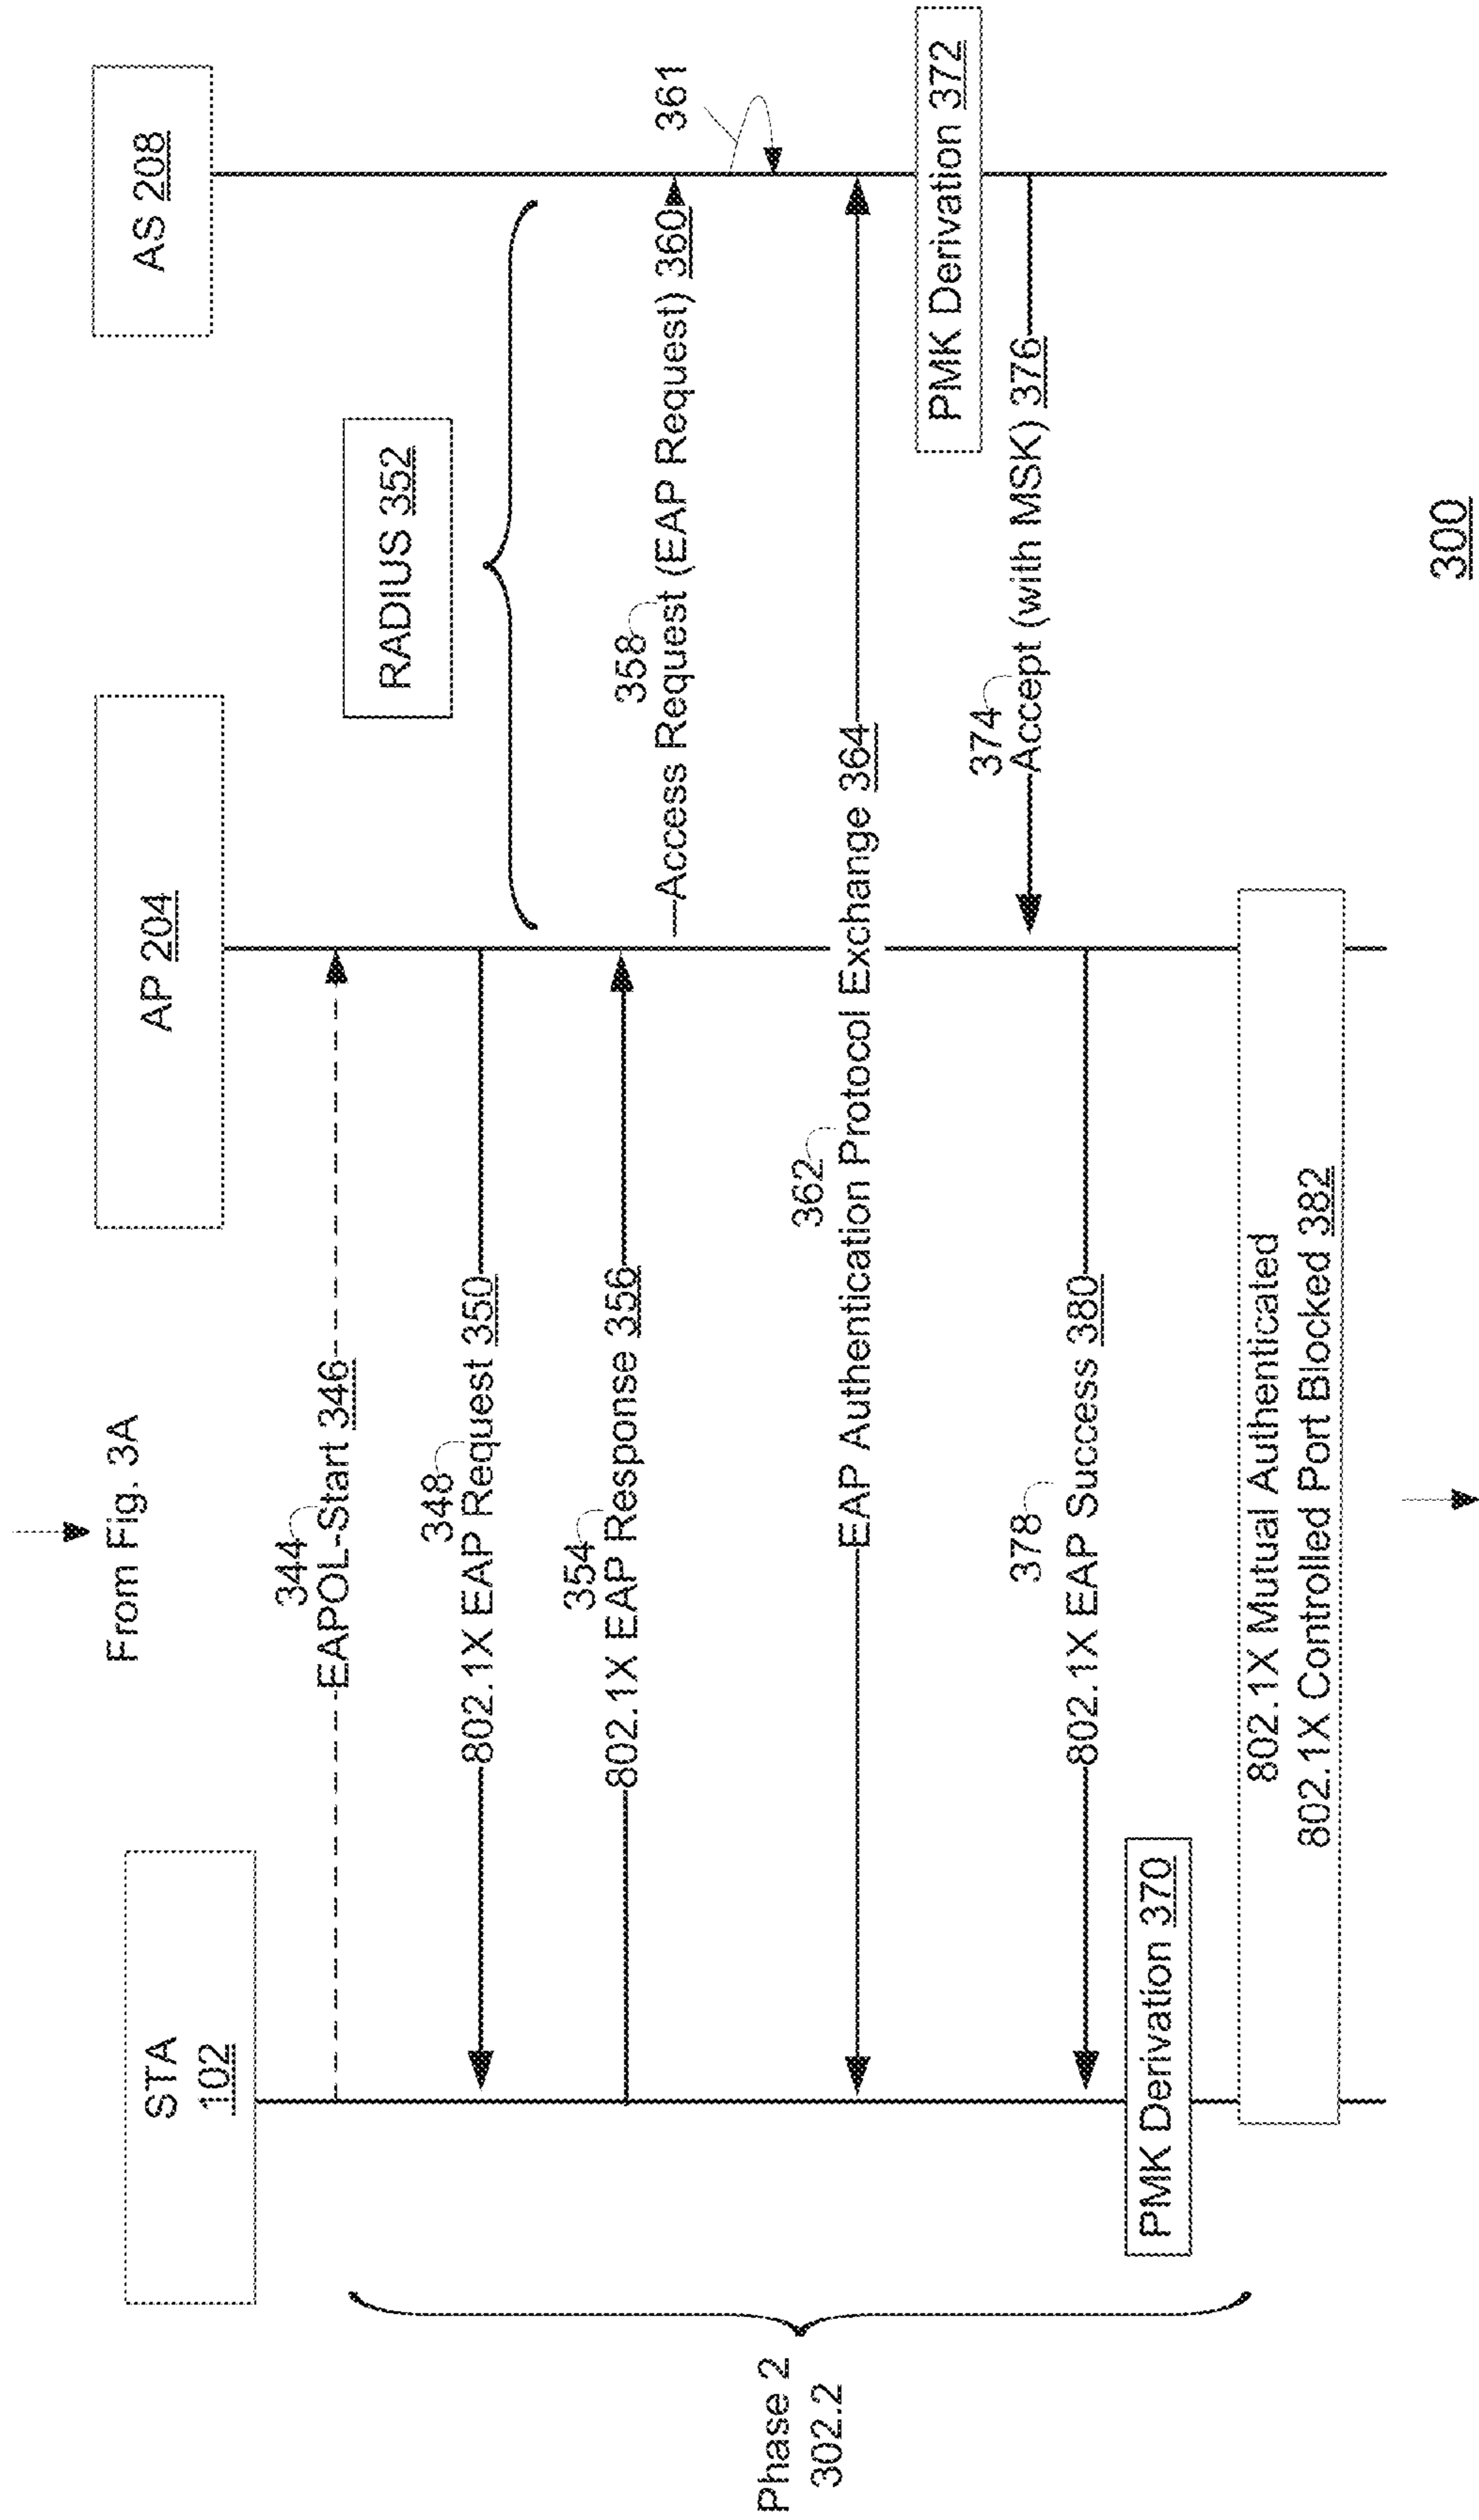 From Fig. 3A
STA
102
AP 204
AS 208
Phase 2
302.2
344
EAPOL-Start 346
RADIUS 352
348
802.1X EAP Request 350
354
802.1X EAP Response 356
358
Access Request (EAP Request) 360
361
362
EAP Authentication Protocol Exchange 364
PMK Derivation 372
374
Accept (with MSK) 376
378
802.1X EAP Success 380
PMK Derivation 370
802.1X Mutual Authenticated
802.1X Controlled Port Blocked 382
300